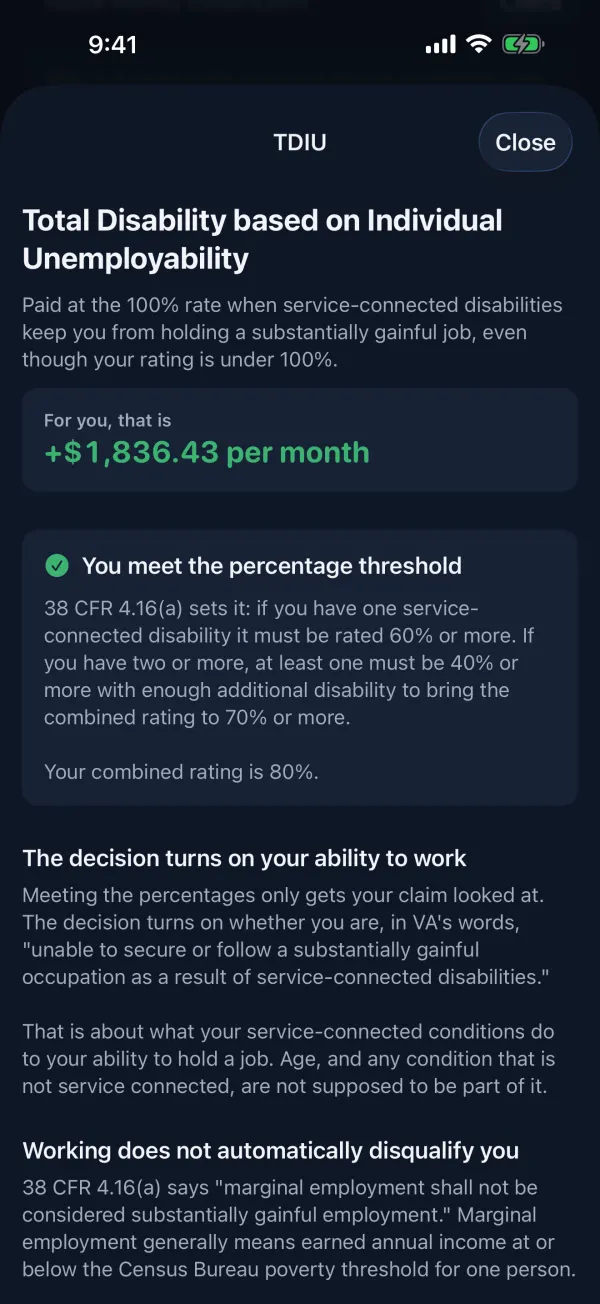 9:41
TDIU
Close
Total Disability based on Individual
Unemployability
Paid at the 100% rate when service-connected disabilities
keep you from holding a substantially gainful job, even
though your rating is under 100%.
For you, that is
+$1,836.43 per month
You meet the percentage threshold
38 CFR 4.16(a) sets it: if you have one service-
connected disability it must be rated 60% or more. If
you have two or more, at least one must be 40% or
more with enough additional disability to bring the
combined rating to 70% or more.
Your combined rating is 80%.
The decision turns on your ability to work
Meeting the percentages only gets your claim looked at.
The decision turns on whether you are, in VA's words,
"unable to secure or follow a substantially gainful
occupation as a result of service-connected disabilities."
That is about what your service-connected conditions do
to your ability to hold a job. Age, and any condition that is
not service connected, are not supposed to be part of it.
Working does not automatically disqualify you
38 CFR 4.16(a) says "marginal employment shall not be
considered substantially gainful employment." Marginal
employment generally means earned annual income at or
below the Census Bureau poverty threshold for one person.